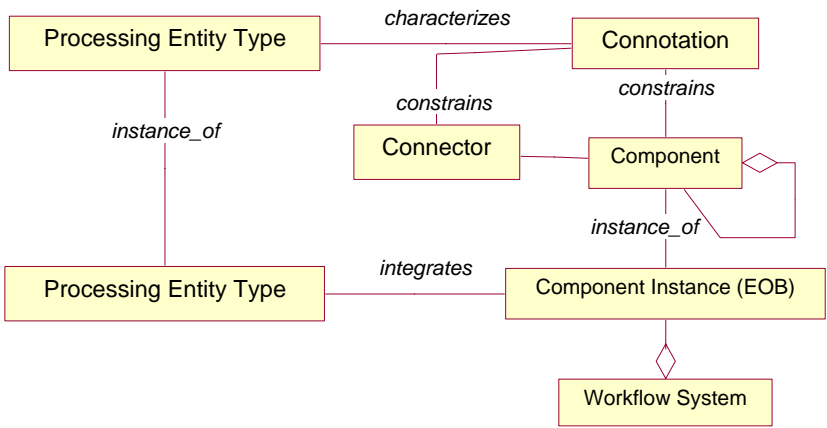 characterizes
Processing Entity Type
Connotation
constrains
constrains
instance_of
Connector
Component
instance_of
integrates
Processing Entity Type
Component Instance (EOB)
Workflow System